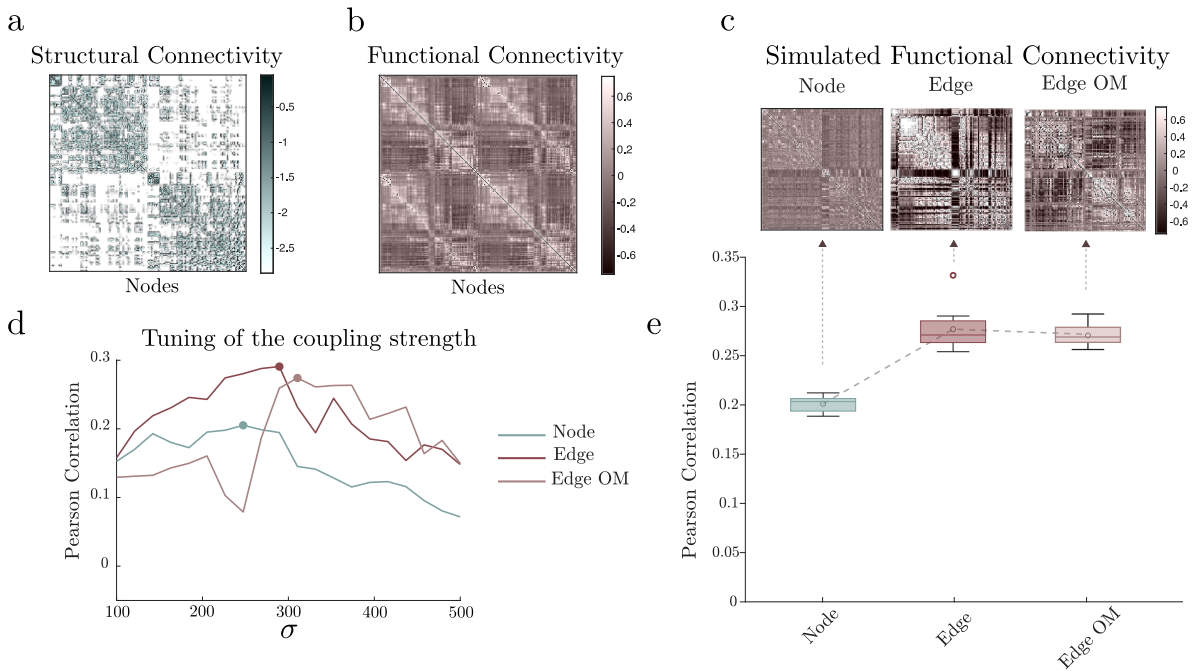 a
Structural Connectivity
-0.5
-1
-1.5
-2
-2.5
Nodes
b
Functional Connectivity
0.6
0.4
0.2
0
-0.2
-0.4
-0.6
Nodes
c
Simulated Functional Connectivity
Node
Edge
Edge OM
0.6
0.4
0.2
0
-0.2
-0.4
-0.6
d
Tuning of the coupling strength
Pearson Correlation
0.3
0.2
0.1
0
100
200
300
400
500
σ
Node
Edge
Edge OM
e
Pearson Correlation
0.35
0.3
0.25
0.2
0.15
0.1
0.05
0
Node
Edge
Edge OM